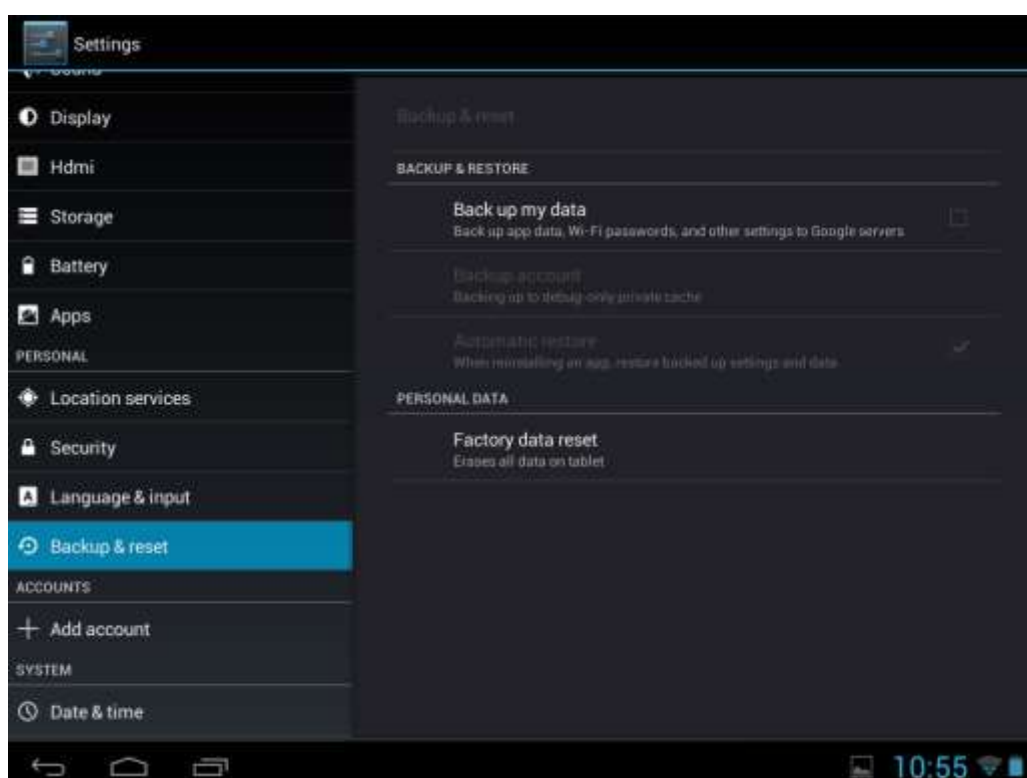 Settings
Sound
Display
Hdmi
Storage
Battery
Apps
PERSONAL
Location services
Security
Language & input
Backup & reset
ACCOUNTS
Add account
SYSTEM
Date & time
Backup & reset
BACKUP & RESTORE
Back up my data
Back up app data, Wi-Fi passwords, and other settings to Google servers
Backup account
Backing up to debug-only private cache
Automatic restore
When reinstalling an app, restore backed up settings and data
PERSONAL DATA
Factory data reset
Erases all data on tablet
10:55